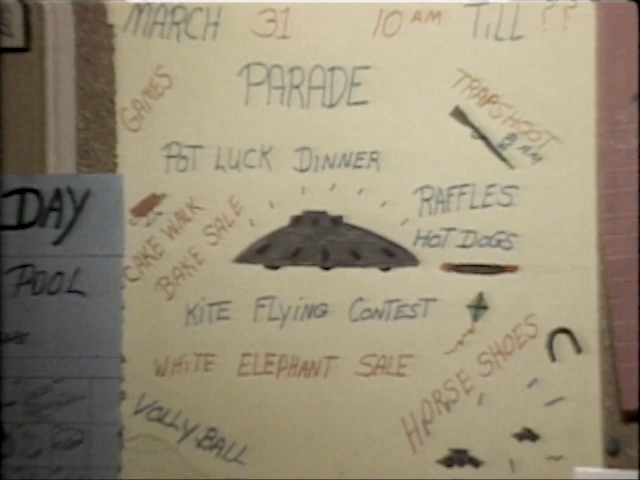 MARCH 31 10 AM TILL ??
GAMES
PARADE
TRAPSHOOT
8 AM
POT LUCK DINNER
RAFFLES
HOT DOGS
CAKE WALK
BAKE SALE
KITE FLYING CONTEST
WHITE ELEPHANT SALE
HORSE SHOES
VOLLY BALL
DAY
POOL